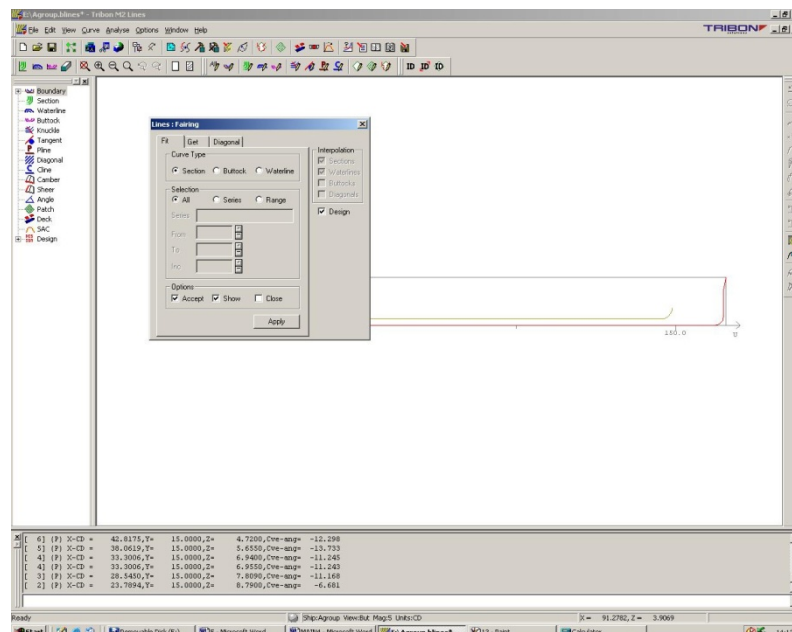 E:\Agroup.blines* - Tribon M2 Lines
File Edit View Curve Analyse Options Window Help
TRIBON
ID ID ID
Boundary
Section
Waterline
Buttock
Knuckle
Tangent
Pline
Diagonal
Cline
Camber
Sheer
Angle
Patch
Deck
SAC
Design
Lines : Fairing
Fit Get Diagonal
Curve Type
Section Buttock Waterline
Selection
All Series Range
Series
From
To
Inc
Options
Accept Show Close
Apply
Interpolation
Sections
Waterlines
Buttocks
Diagonals
Design
180.0
U
[ 6] (P) X-CD = 42.8175,Y= 15.0000,Z= 4.7200,Cve-ang= -12.298
[ 5] (P) X-CD = 38.0619,Y= 15.0000,Z= 5.6550,Cve-ang= -13.733
[ 4] (P) X-CD = 33.3006,Y= 15.0000,Z= 6.9400,Cve-ang= -11.245
[ 4] (P) X-CD = 33.3006,Y= 15.0000,Z= 6.9550,Cve-ang= -11.243
[ 3] (P) X-CD = 28.5450,Y= 15.0000,Z= 7.8090,Cve-ang= -11.168
[ 2] (P) X-CD = 23.7894,Y= 15.0000,Z= 8.7900,Cve-ang= -6.681
Ready
Ship:Agroup View:But Mag:S Units:CD
X = 91.2782, Z = 3.9069